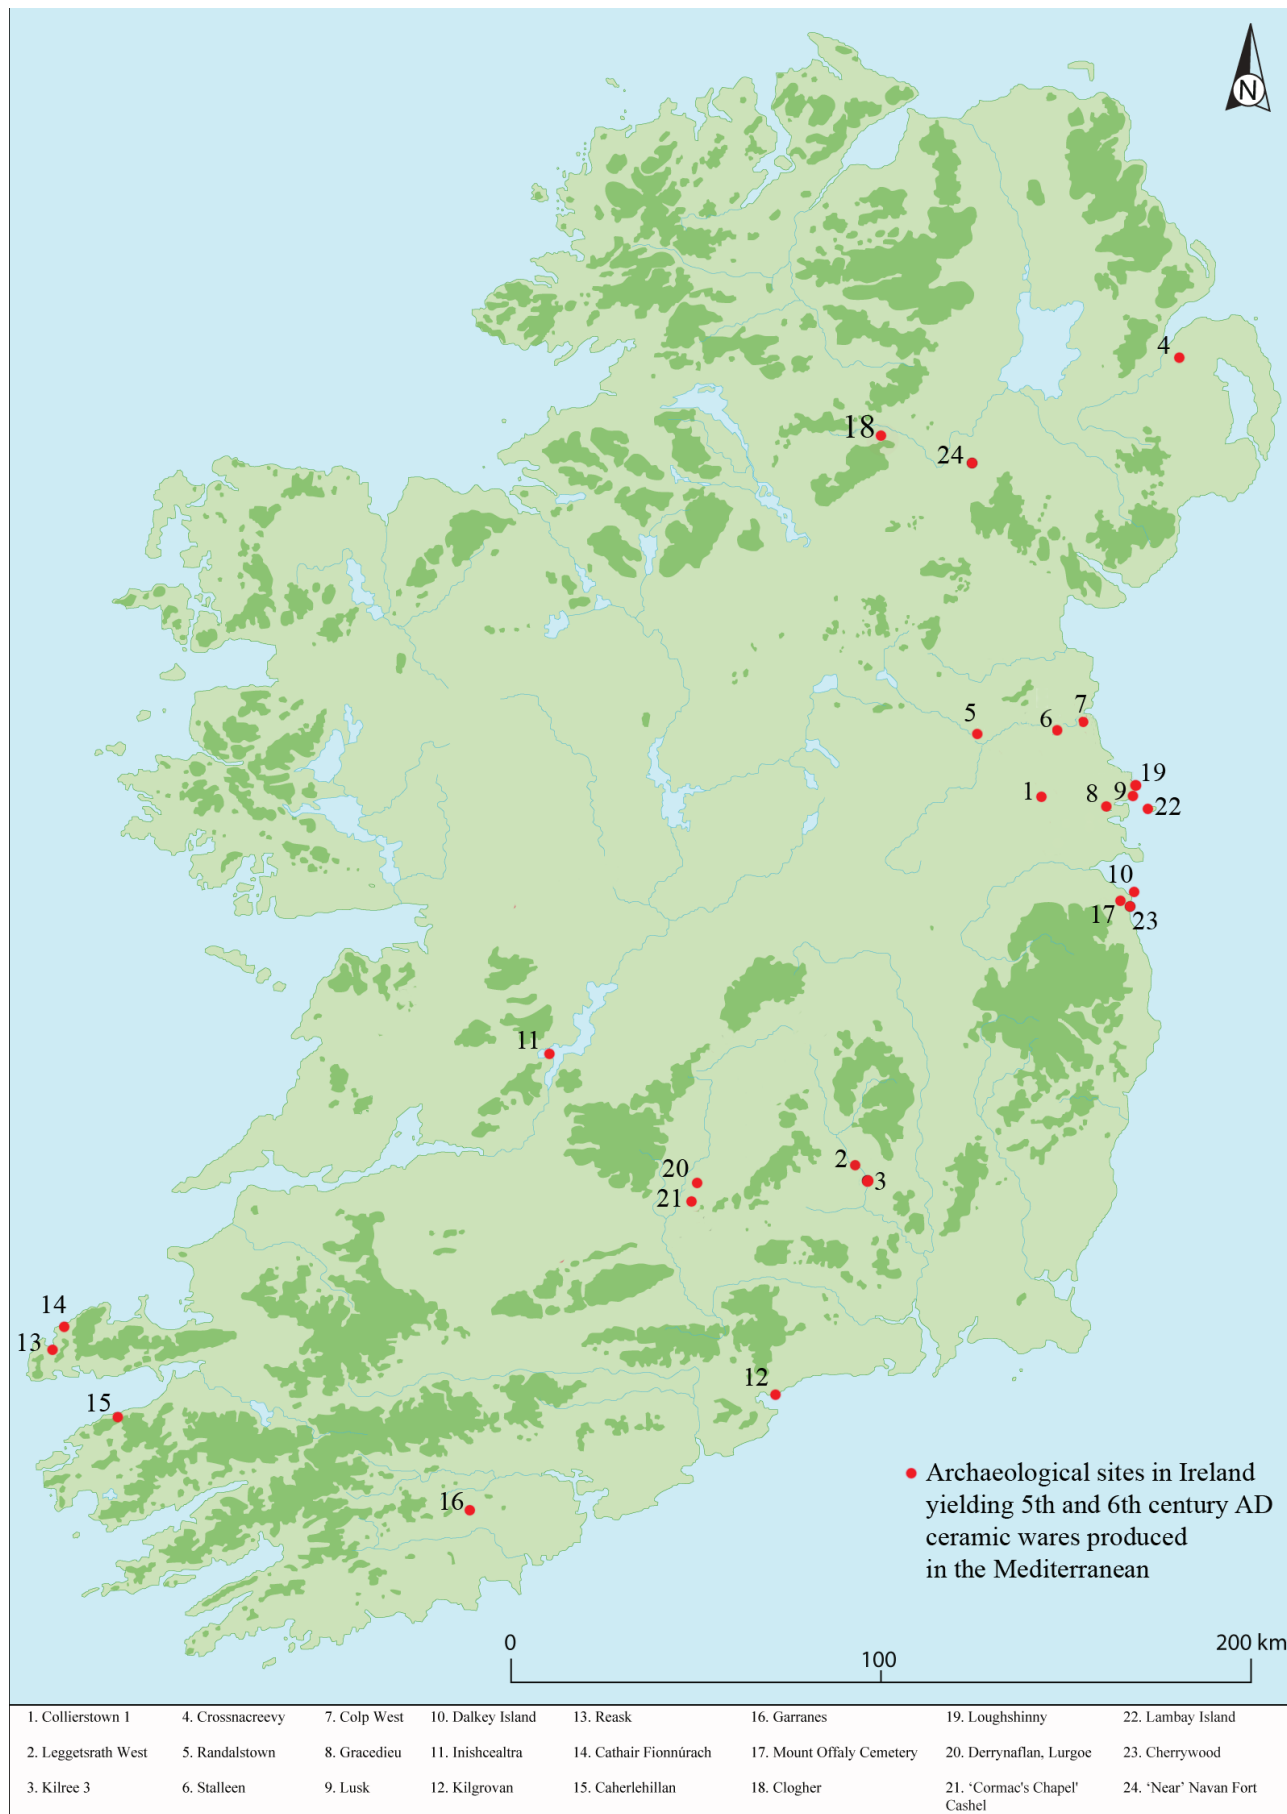 N
4
18
24
5
6
7
19
1
8
9
22
10
17
23
11
2
20
3
21
14
13
12
15
16
Archaeological sites in Ireland
yielding 5th and 6th century AD
ceramic wares produced
in the Mediterranean
0
100
200 km
1. Collierstown 1
4. Crossnacreevy
7. Colp West
10. Dalkey Island
13. Reask
16. Garranes
19. Loughshinny
22. Lambay Island
2. Leggetsrath West
5. Randalstown
8. Gracedieu
11. Inishcealtra
14. Cathair Fionnúrach
17. Mount Offaly Cemetery
20. Derrynaflan, Lurgoe
23. Cherrywood
3. Kilree 3
6. Stalleen
9. Lusk
12. Kilgrovan
15. Caherlehillan
18. Clogher
21. ‘Cormac's Chapel'
Cashel
24. ‘Near’ Navan Fort